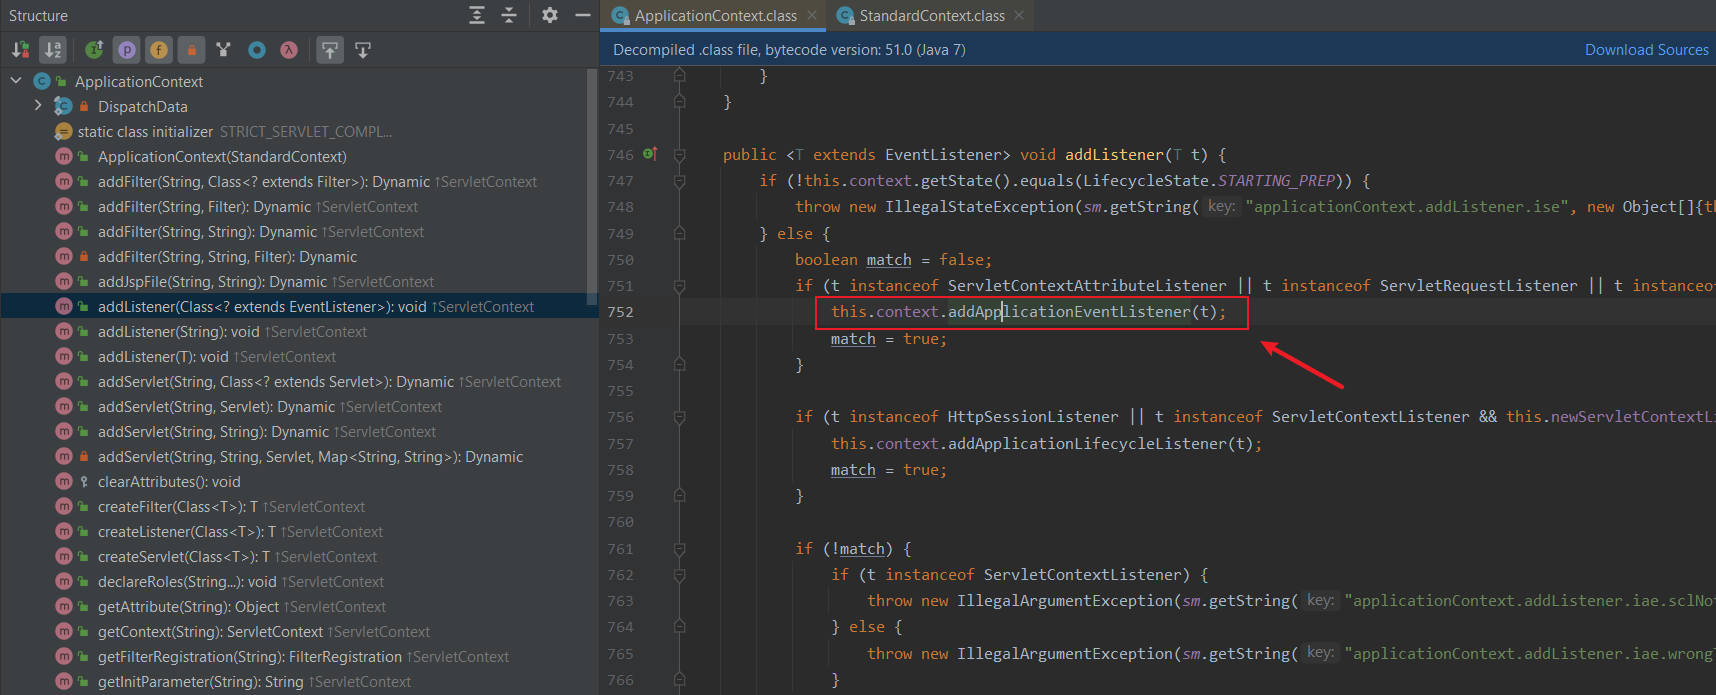 Structure
ApplicationContext
DispatchData
static class initializer STRICT_SERVLET_COMPL...
ApplicationContext(StandardContext)
addFilter(String, Class<? extends Filter>): Dynamic ↑ServletContext
addFilter(String, Filter): Dynamic ↑ServletContext
addFilter(String, String): Dynamic ↑ServletContext
addFilter(String, String, Filter): Dynamic
addJspFile(String, String): Dynamic ↑ServletContext
addListener(Class<? extends EventListener>): void ↑ServletContext
addListener(String): void ↑ServletContext
addListener(T): void ↑ServletContext
addServlet(String, Class<? extends Servlet>): Dynamic ↑ServletContext
addServlet(String, Servlet): Dynamic ↑ServletContext
addServlet(String, String): Dynamic ↑ServletContext
addServlet(String, String, Servlet, Map<String, String>): Dynamic
clearAttributes(): void
createFilter(Class<T>): T ↑ServletContext
createListener(Class<T>): T ↑ServletContext
createServlet(Class<T>): T ↑ServletContext
declareRoles(String...): void ↑ServletContext
getAttribute(String): Object ↑ServletContext
getContext(String): ServletContext ↑ServletContext
getFilterRegistration(String): FilterRegistration ↑ServletContext
getInitParameter(String): String ↑ServletContext
ApplicationContext.class StandardContext.class
Decompiled .class file, bytecode version: 51.0 (Java 7) Download Sources
743 }
744 }
745
746 public <T extends EventListener> void addListener(T t) {
747 if (!this.context.getState().equals(LifecycleState.STARTING_PREP)) {
748 throw new IllegalStateException(sm.getString( key: "applicationContext.addListener.ise", new Object[]{th
749 } else {
750 boolean match = false;
751 if (t instanceof ServletContextAttributeListener || t instanceof ServletRequestListener || t instanceof
752 this.context.addApplicationEventListener(t);
753 match = true;
754 }
755
756 if (t instanceof HttpSessionListener || t instanceof ServletContextListener && this.newServletContextLi
757 this.context.addApplicationLifecycleListener(t);
758 match = true;
759 }
760
761 if (!match) {
762 if (t instanceof ServletContextListener) {
763 throw new IllegalArgumentException(sm.getString( key: "applicationContext.addListener.iae.sclNot
764 } else {
765 throw new IllegalArgumentException(sm.getString( key: "applicationContext.addListener.iae.wrong
766 }